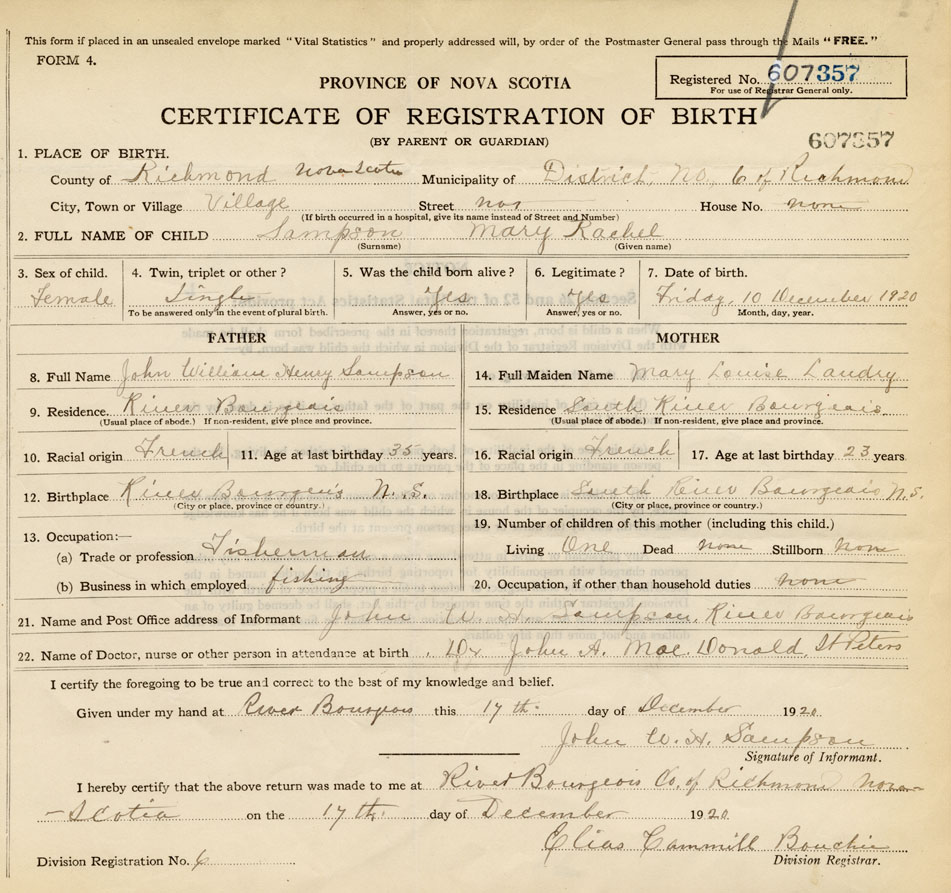 This form if placed in an unsealed envelope marked "Vital Statistics" and properly addressed will, by order of the Postmaster General pass through the Mails "FREE."
FORM 4.
Registered No. 607357
For use of Registrar General only.
PROVINCE OF NOVA SCOTIA
CERTIFICATE OF REGISTRATION OF BIRTH
(BY PARENT OR GUARDIAN)
607357
1. PLACE OF BIRTH.
County of Richmond Nova Scotia Municipality of District, No, 6 of Richmond
City, Town or Village Village Street House No. none
(If birth occurred in a hospital, give its name instead of Street and Number)
2. FULL NAME OF CHILD Sampson Mary Rachel
(Surname) (Given name)
3. Sex of child. 4. Twin, triplet or other? 5. Was the child born alive? 6. Legitimate? 7. Date of birth.
Female Single Yes Yes Friday, 10 December 1920
To be answered only in the event of plural birth. Answer, yes or no. Answer, yes or no. Month, day, year.
FATHER MOTHER
8. Full Name John William Henry Sampson 14. Full Maiden Name Mary Louise Landry
9. Residence. River Bourgeois 15. Residence South River Bourgeois
(Usual place of abode.) If non-resident, give place and province. (Usual place of abode.) If non-resident, give place and province.
10. Racial origin French 11. Age at last birthday 35 years. 16. Racial origin French 17. Age at last birthday 23 years
12. Birthplace River Bourgeois N. S. 18. Birthplace South River Bourgeois N.S.
(City or place, province or country.) (City or place, province or country.)
13. Occupation:— 19. Number of children of this mother (including this child.)
(a) Trade or profession Fisherman Living One Dead none Stillborn none
(b) Business in which employed fishing 20. Occupation, if other than household duties none
21. Name and Post Office address of Informant John W. H. Sampson, River Bourgeois
22. Name of Doctor, nurse or other person in attendance at birth Dr John A. Mac Donald, St Peters
I certify the foregoing to be true and correct to the best of my knowledge and belief.
Given under my hand at River Bourgeois this 17th. day of December 1920.
John W. H. Sampson
Signature of Informant.
I hereby certify that the above return was made to me at River Bourgeois Co. of Richmond Nova-
-Scotia on the 17th. day of December 1920
Elias Cammill
Division Registrar.
Division Registration No. 6